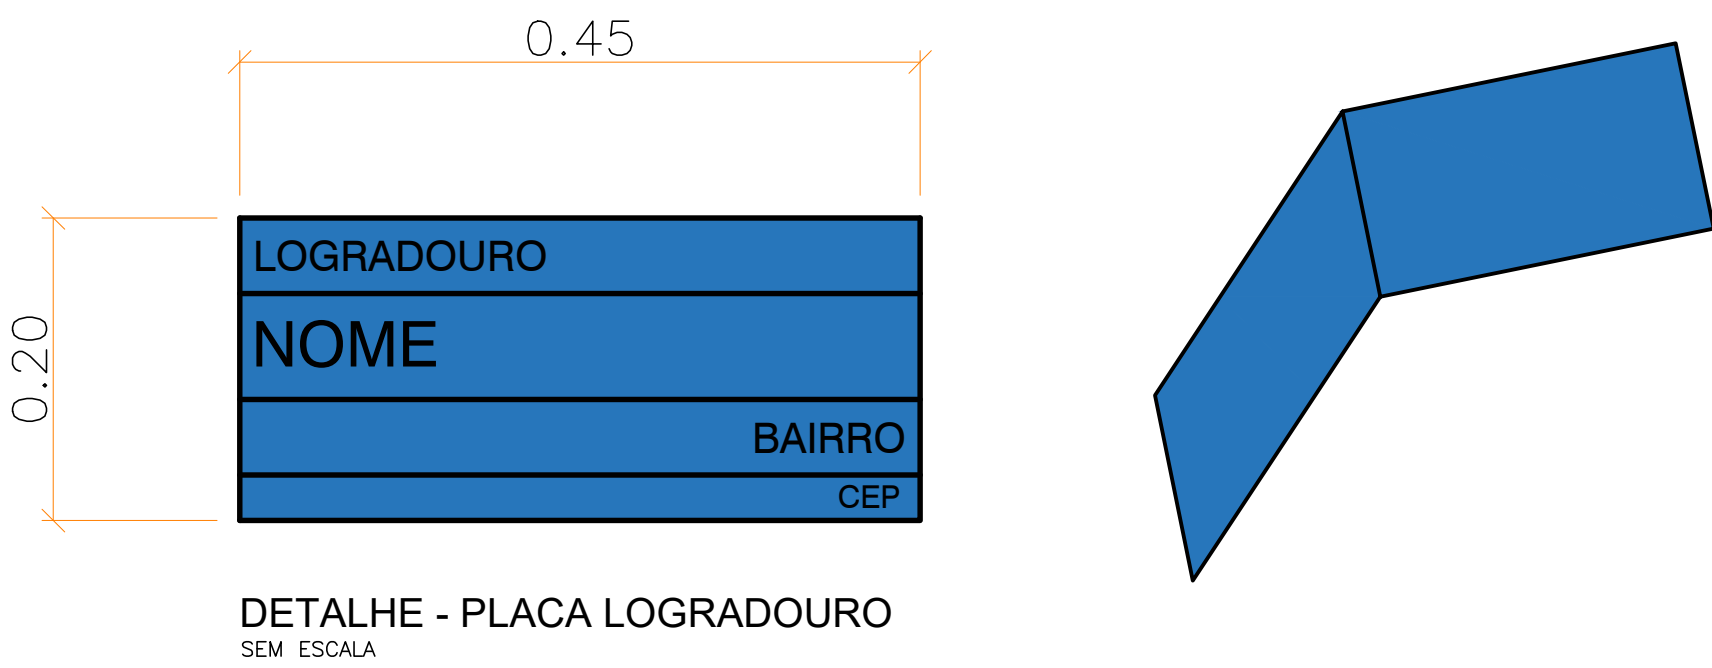 0.45
0.20
LOGRADOURO
NOME
BAIRRO
CEP
DETALHE - PLACA LOGRADOURO
SEM ESCALA